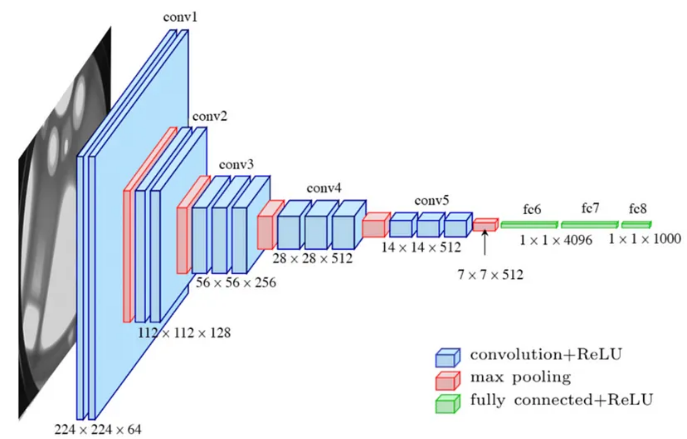 conv1
conv2
conv3
conv4
conv5
fc6
fc7
fc8
224 × 224 × 64
112 × 112 × 128
56 × 56 × 256
28 × 28 × 512
14 × 14 × 512
7 × 7 × 512
1 × 1 × 4096
1 × 1 × 1000
convolution+ReLU
max pooling
fully connected+ReLU